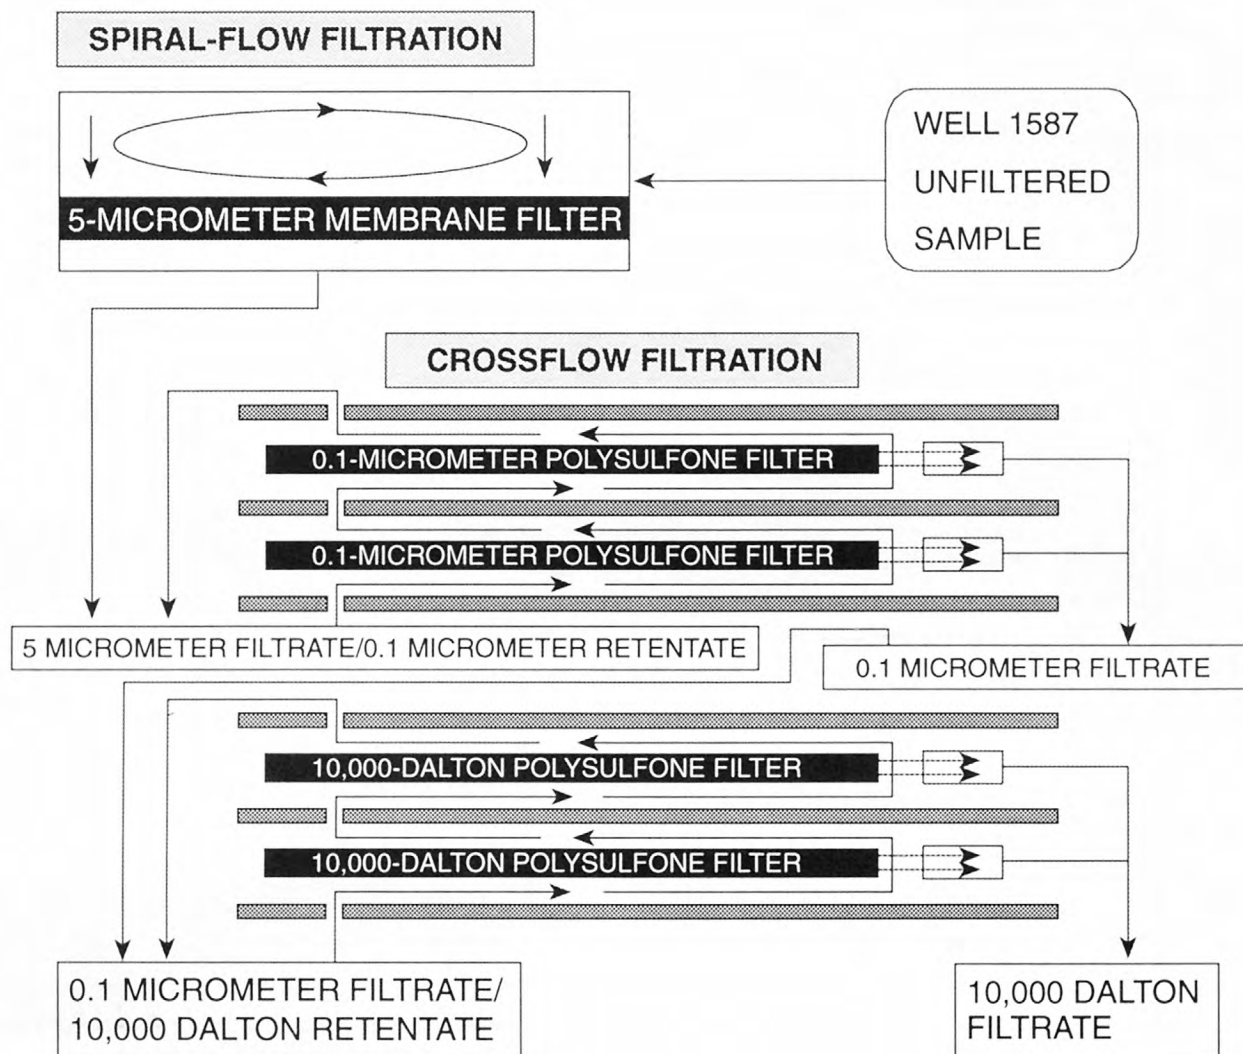 SPIRAL-FLOW FILTRATION
5-MICROMETER MEMBRANE FILTER
WELL 1587
UNFILTERED
SAMPLE
CROSSFLOW FILTRATION
0.1-MICROMETER POLYSULFONE FILTER
0.1-MICROMETER POLYSULFONE FILTER
5 MICROMETER FILTRATE/0.1 MICROMETER RETENTATE
0.1 MICROMETER FILTRATE
10,000-DALTON POLYSULFONE FILTER
10,000-DALTON POLYSULFONE FILTER
0.1 MICROMETER FILTRATE/
10,000 DALTON RETENTATE
10,000 DALTON
FILTRATE